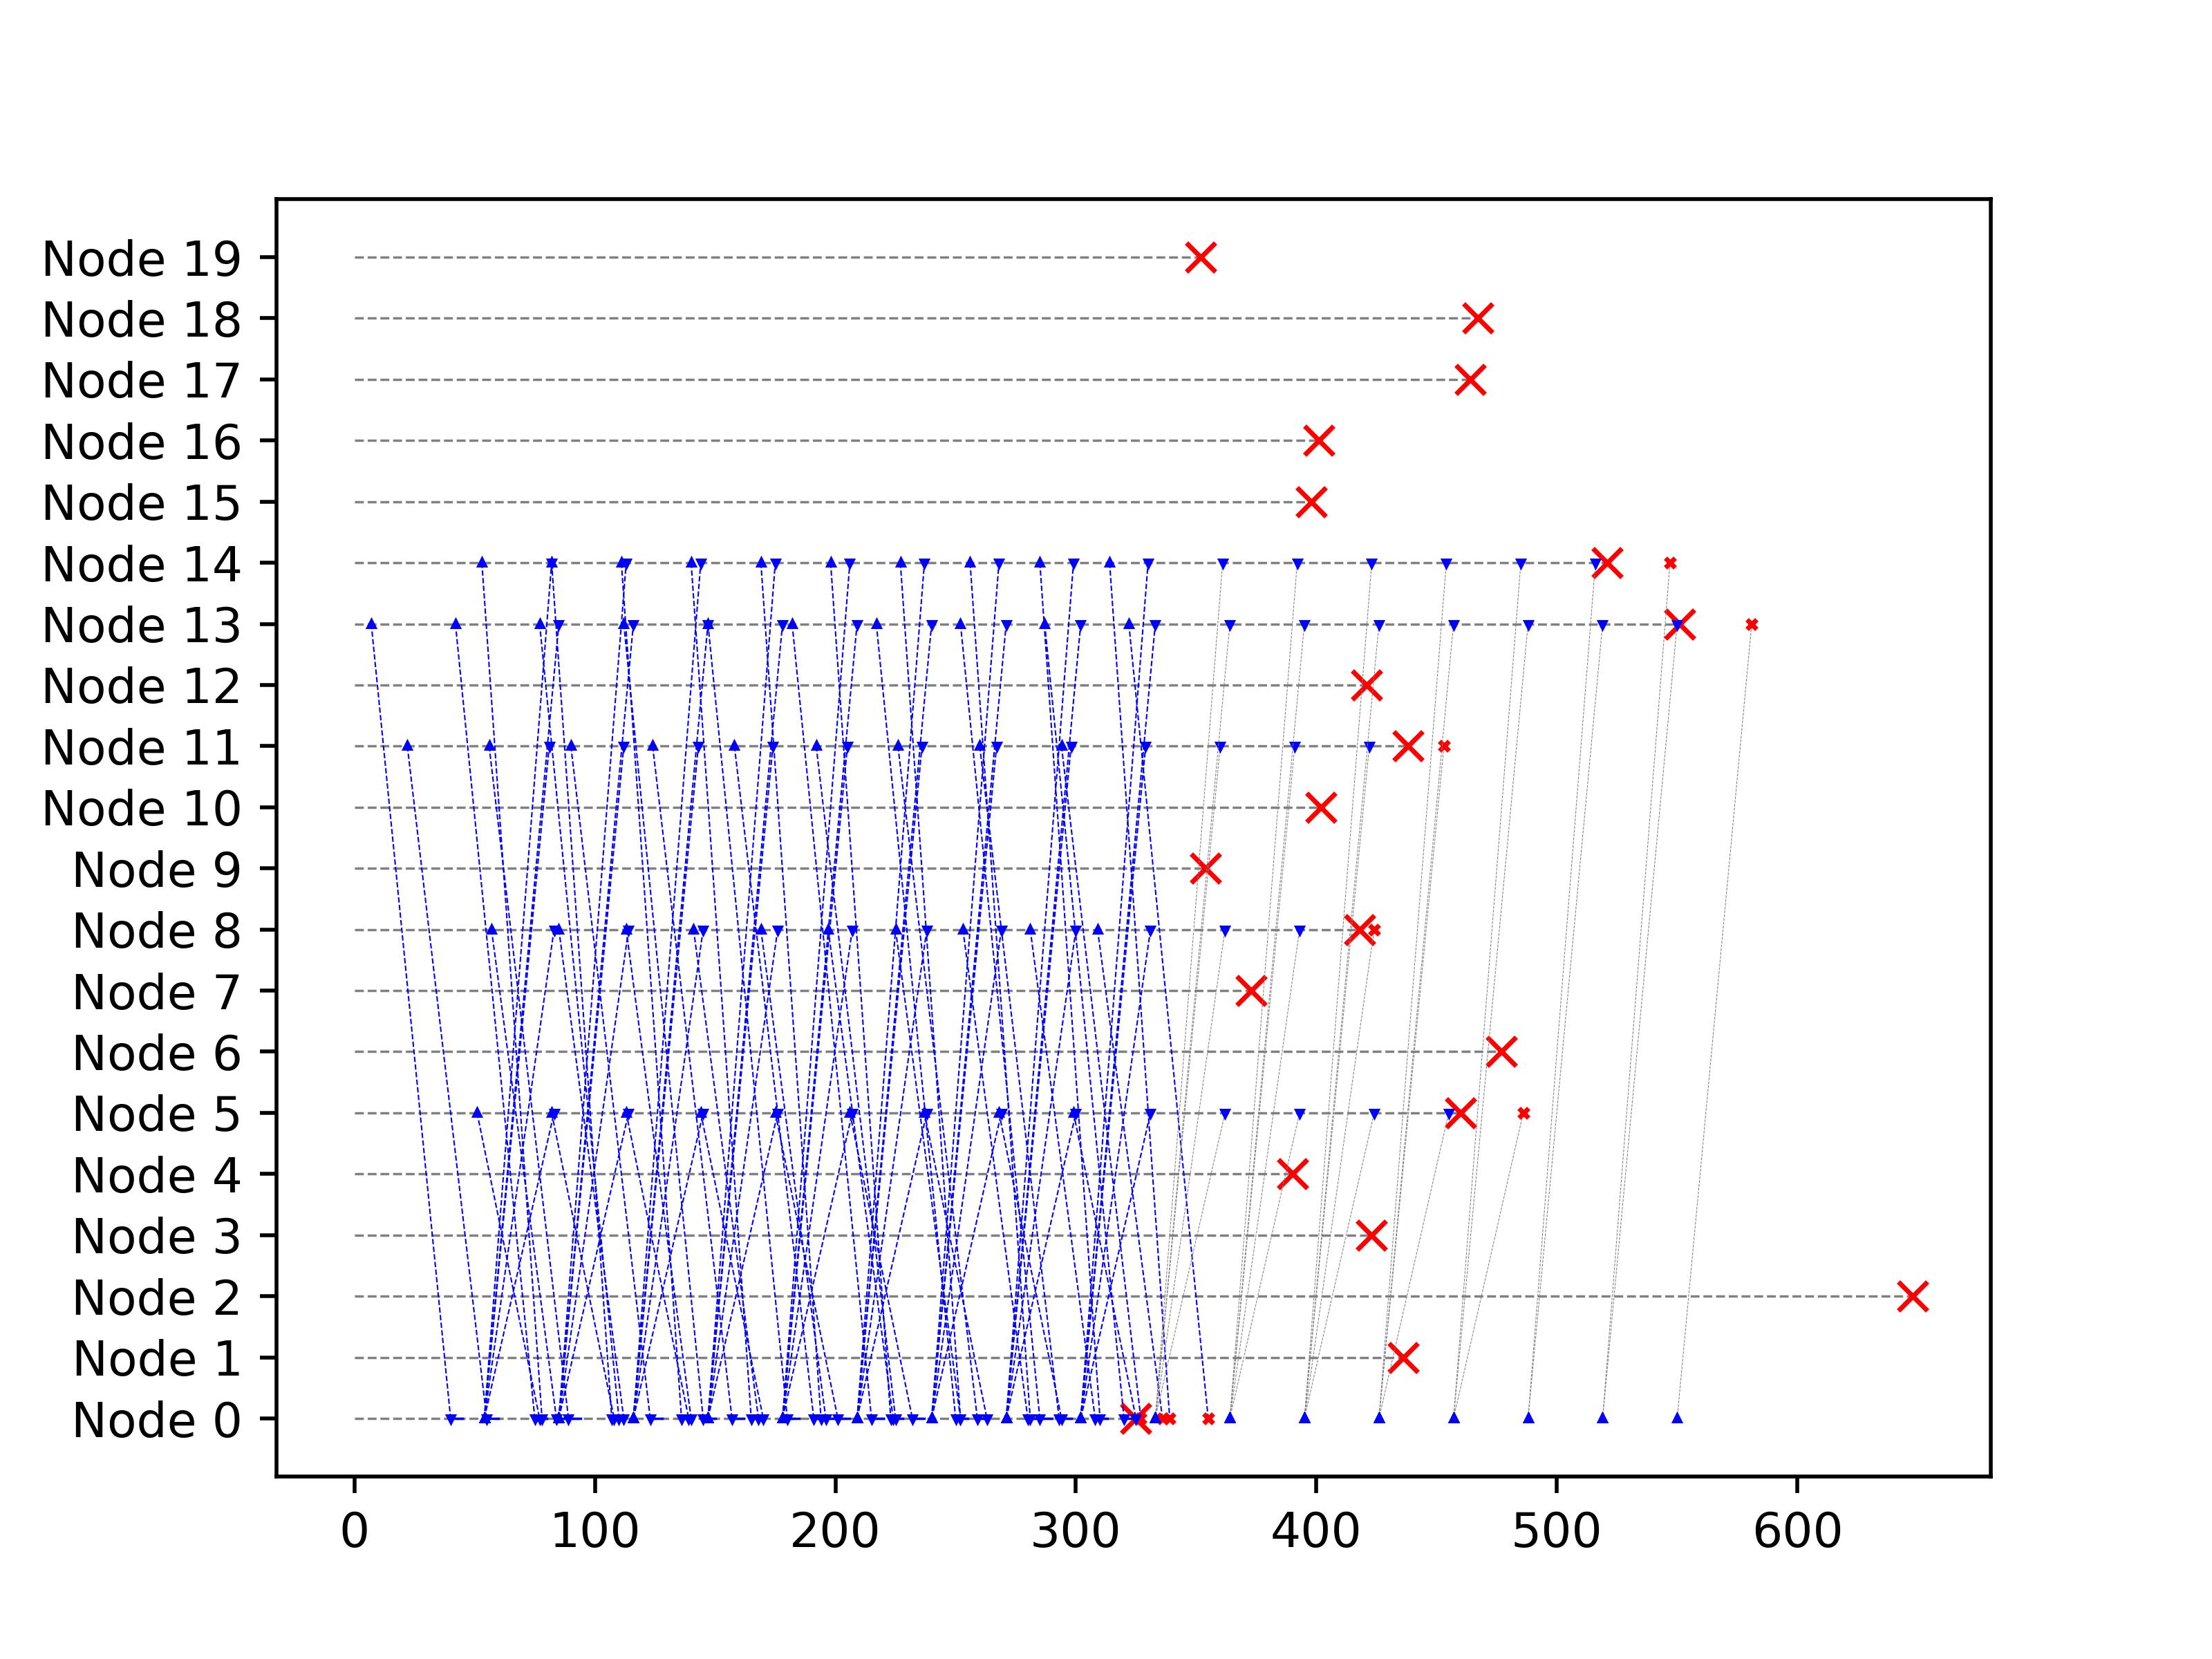 Node 19
Node 18
Node 17
Node 16
Node 15
Node 14
Node 13
Node 12
Node 11
Node 10
Node 9
Node 8
Node 7
Node 6
Node 5
Node 4
Node 3
Node 2
Node 1
Node 0
0 100 200 300 400 500 600